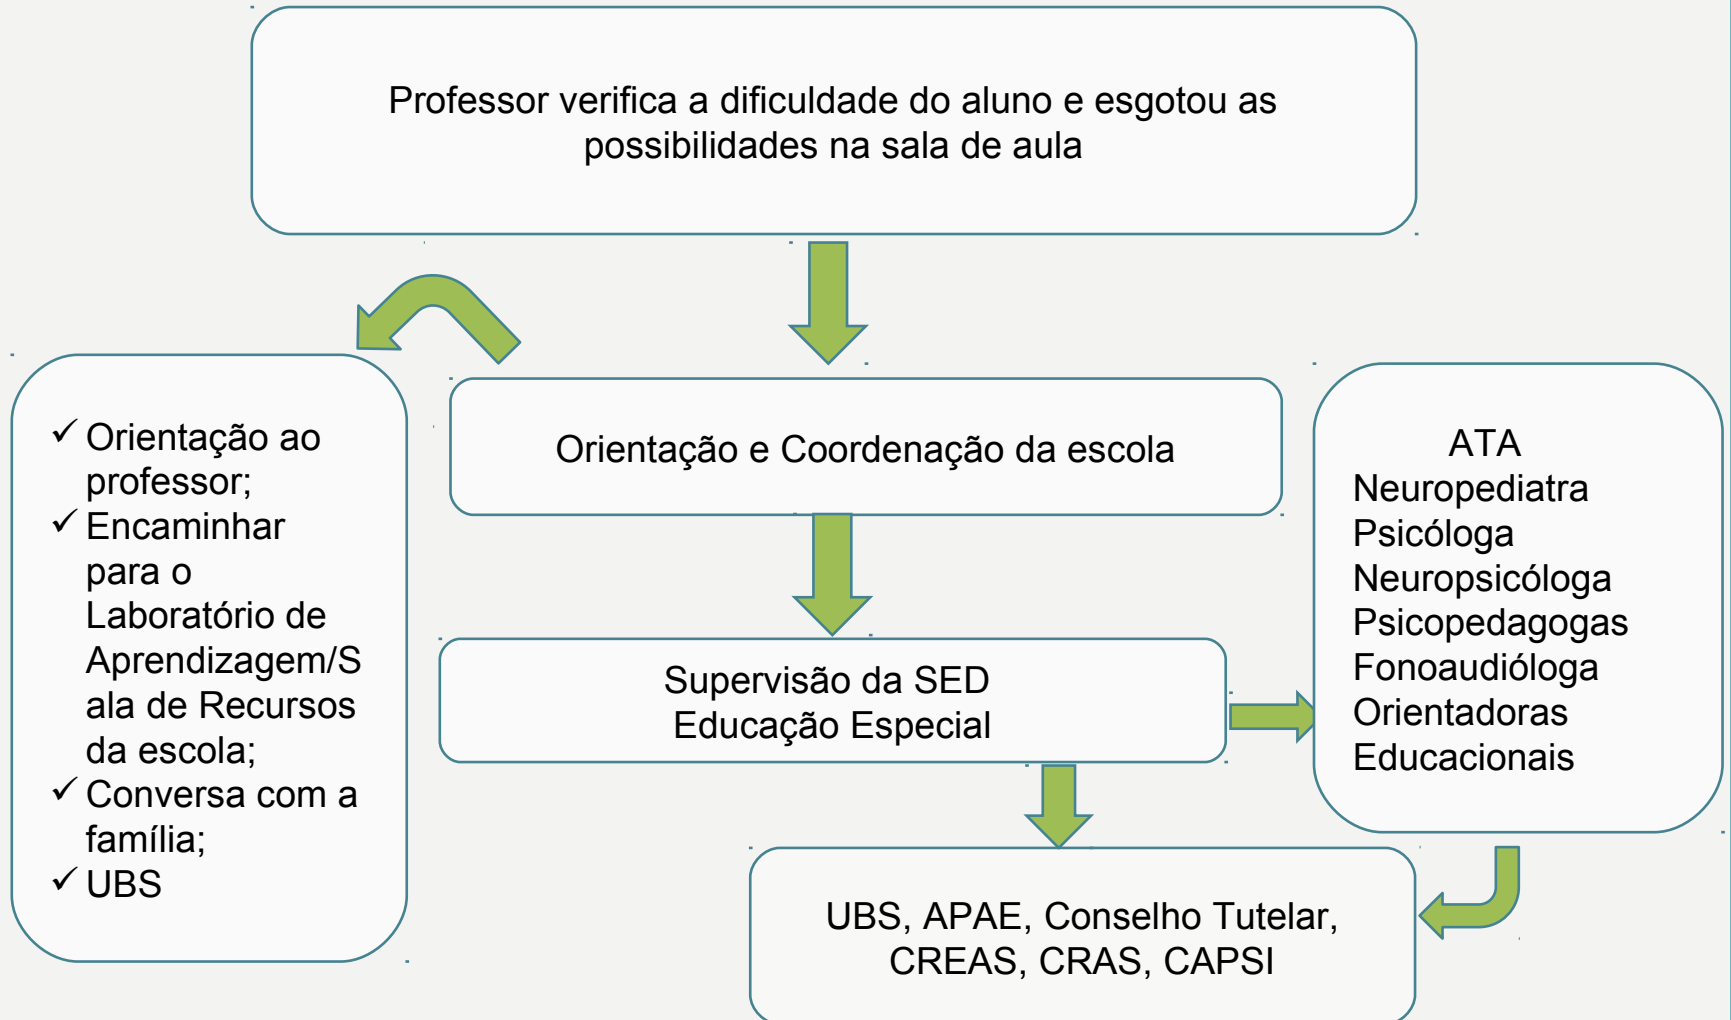 Professor verifica a dificuldade do aluno e esgotou as
possibilidades na sala de aula
✓ Orientação ao
professor;
✓ Encaminhar
para o
Laboratório de
Aprendizagem/S
ala de Recursos
da escola;
✓ Conversa com a
família;
✓ UBS
Orientação e Coordenação da escola
Supervisão da SED
Educação Especial
ATA
Neuropediatra
Psicóloga
Neuropsicóloga
Psicopedagogas
Fonoaudióloga
Orientadoras
Educacionais
UBS, APAE, Conselho Tutelar,
CREAS, CRAS, CAPSI